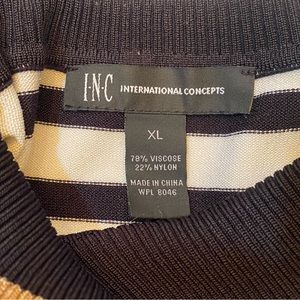 I·N·C INTERNATIONAL CONCEPTS
XL
78% VISCOSE
22% NYLON
MADE IN CHINA
WPL 8046